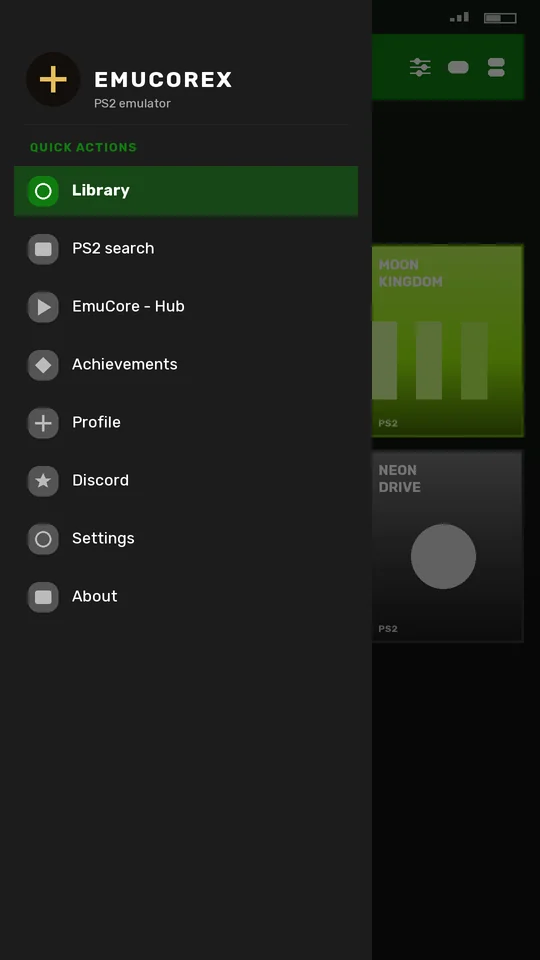 EMUCOREX
PS2 emulator
QUICK ACTIONS
Library
PS2 search
EmuCore - Hub
Achievements
Profile
Discord
Settings
About
MOON
KINGDOM
PS2
NEON
DRIVE
PS2